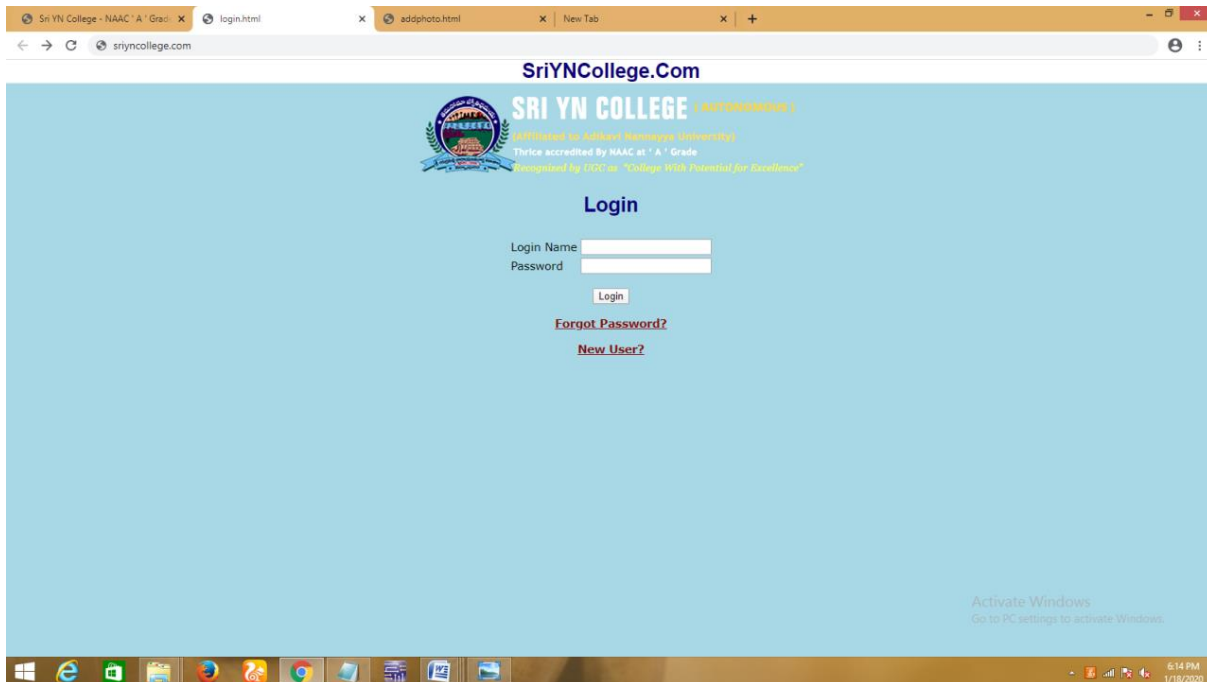 Sri YN College - NAAC ' A ' Grad
login.html
addphoto.html
New Tab
sriyncollege.com
SriYNCollege.Com
SRI YN COLLEGE ( AUTONOMOUS )
(Affiliated to Adikavi Nannayya University)
Thrice accredited By NAAC at ' A ' Grade
Recognised by UGC as "College With Potential for Excellence"
Login
Login Name
Password
Login
Forgot Password?
New User?
Activate Windows
Go to PC settings to activate Windows.
6:14 PM
1/18/2020